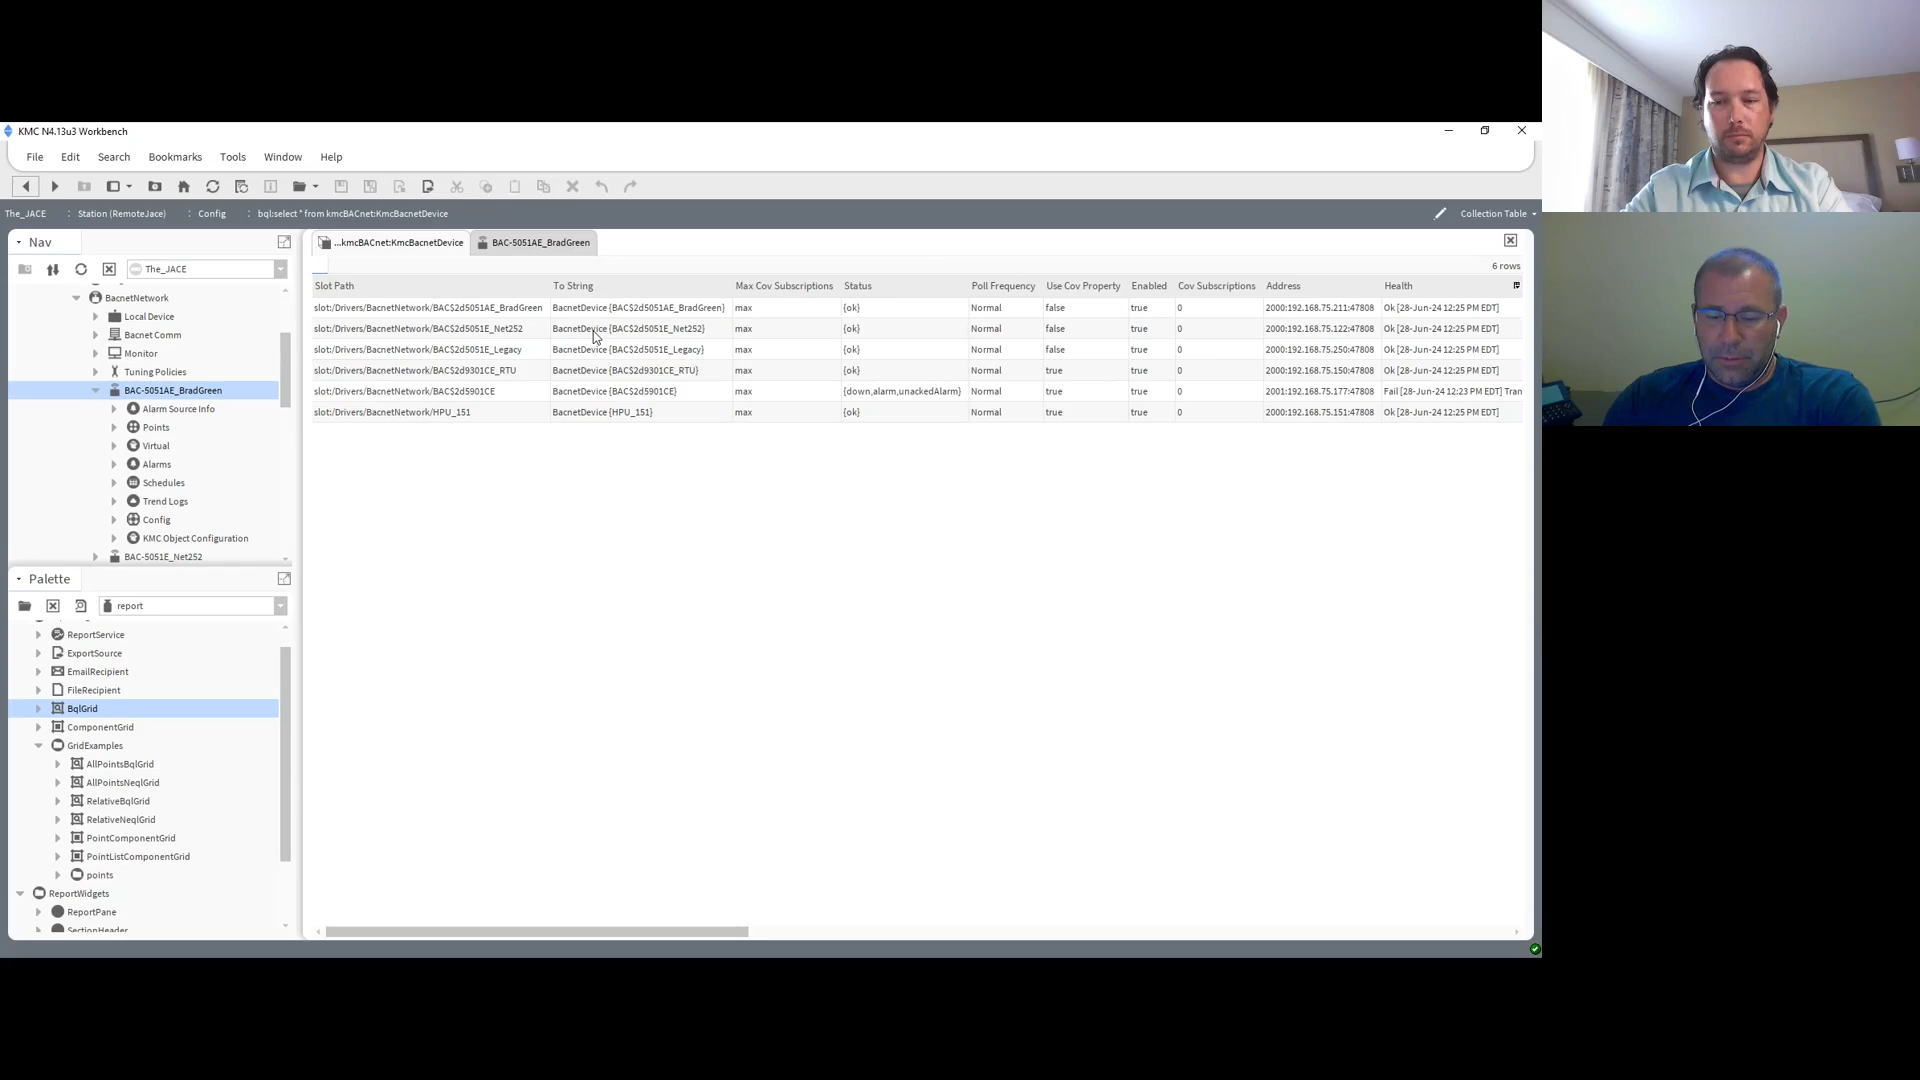 KMC N4.13u3 Workbench
File Edit Search Bookmarks Tools Window Help
The_JACE : Station (RemoteJace) : Config : bql:select * from kmcBACnet:KmcBacnetDevice
Collection Table
Nav
The_JACE
BacnetNetwork
Local Device
Bacnet Comm
Monitor
Tuning Policies
BAC-5051AE_BradGreen
Alarm Source Info
Points
Virtual
Alarms
Schedules
Trend Logs
Config
KMC Object Configuration
BAC-5051E_Net252
Palette
report
ReportService
ExportSource
EmailRecipient
FileRecipient
BqlGrid
ComponentGrid
GridExamples
AllPointsBqlGrid
AllPointsNeqlGrid
RelativeBqlGrid
RelativeNeqlGrid
PointComponentGrid
PointListComponentGrid
points
ReportWidgets
ReportPane
SectionHeader
...kmcBACnet:KmcBacnetDevice BAC-5051AE_BradGreen
6 rows
Slot Path To String Max Cov Subscriptions Status Poll Frequency Use Cov Property Enabled Cov Subscriptions Address Health
slot:/Drivers/BacnetNetwork/BAC$2d5051AE_BradGreen BacnetDevice {BAC$2d5051AE_BradGreen} max {ok} Normal false true 0 2000:192.168.75.211:47808 Ok [28-Jun-24 12:25 PM EDT]
slot:/Drivers/BacnetNetwork/BAC$2d5051E_Net252 BacnetDevice {BAC$2d5051E_Net252} max {ok} Normal false true 0 2000:192.168.75.122:47808 Ok [28-Jun-24 12:25 PM EDT]
slot:/Drivers/BacnetNetwork/BAC$2d5051E_Legacy BacnetDevice {BAC$2d5051E_Legacy} max {ok} Normal false true 0 2000:192.168.75.250:47808 Ok [28-Jun-24 12:25 PM EDT]
slot:/Drivers/BacnetNetwork/BAC$2d9301CE_RTU BacnetDevice {BAC$2d9301CE_RTU} max {ok} Normal true true 0 2000:192.168.75.150:47808 Ok [28-Jun-24 12:25 PM EDT]
slot:/Drivers/BacnetNetwork/BAC$2d5901CE BacnetDevice {BAC$2d5901CE} max {down,alarm,unackedAlarm} Normal true true 0 2001:192.168.75.177:47808 Fail [28-Jun-24 12:23 PM EDT] Tran
slot:/Drivers/BacnetNetwork/HPU_151 BacnetDevice {HPU_151} max {ok} Normal true true 0 2000:192.168.75.151:47808 Ok [28-Jun-24 12:25 PM EDT]